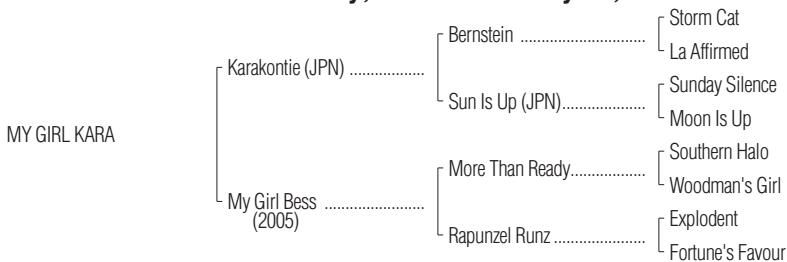 Storm Cat
Bernstein ..............................
La Affirmed
Karakontie (JPN) ..................
Sunday Silence
Sun Is Up (JPN)....................
Moon Is Up
MY GIRL KARA
Southern Halo
More Than Ready..................
Woodman's Girl
My Girl Bess ........................
(2005)
Explodent
Rapunzel Runz ......................
Fortune's Favour